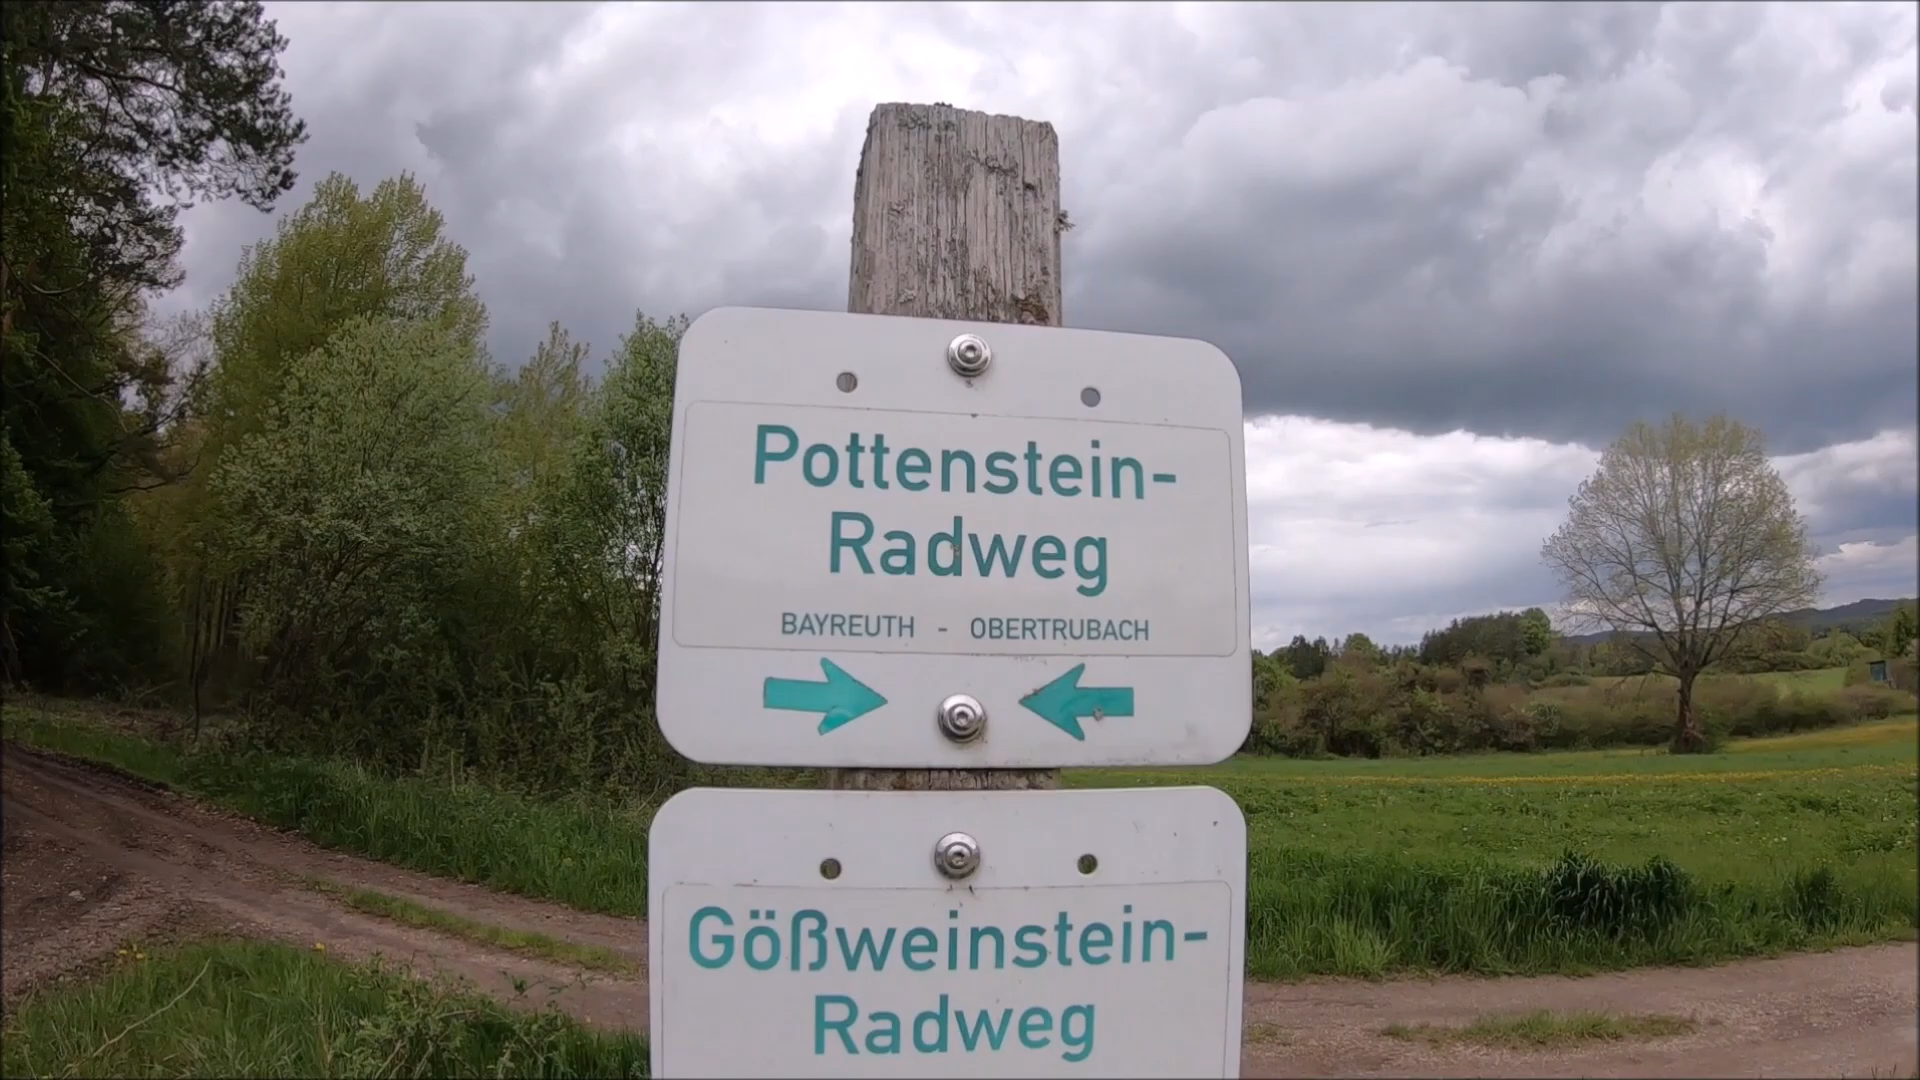 Pottenstein-
Radweg
BAYREUTH - OBERTRUBACH
Gößweinstein-
Radweg